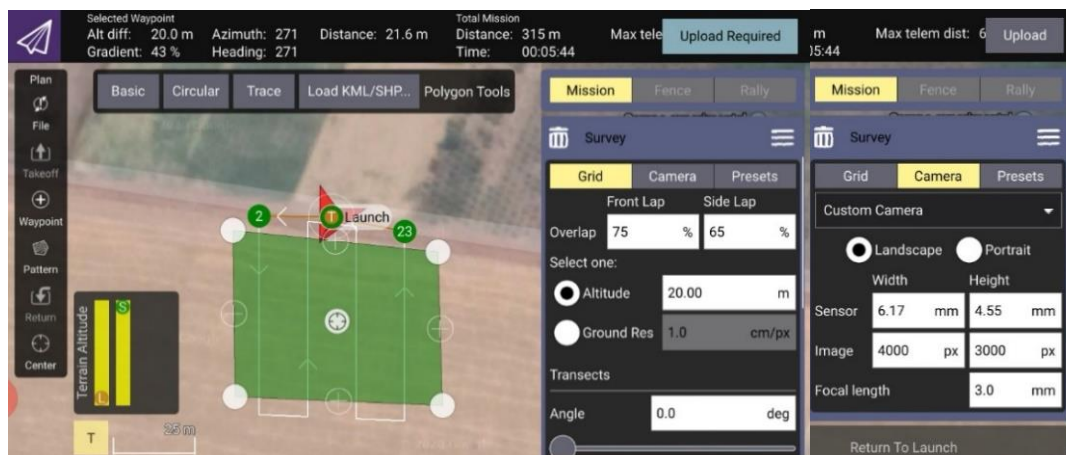 Selected Waypoint
Alt diff: 20.0 m Azimuth: 271 Distance: 21.6 m
Gradient: 43 % Heading: 271
Total Mission
Distance: 315 m Max tele
Time: 00:05:44
Upload Required
m Max telem dist: 6 Upload
05:44
Plan
File
Takeoff
Waypoint
Pattern
Return
Center
Basic Circular Trace Load KML/SHP... Polygon Tools
2 T Launch
23
Terrain Altitude
S
L
T 25 m
Mission Fence Rally
Survey
Grid Camera Presets
Front Lap Side Lap
Overlap 75 % 65 %
Select one:
Altitude 20.00 m
Ground Res 1.0 cm/px
Transects
Angle 0.0 deg
Mission Fence Rally
Survey
Grid Camera Presets
Custom Camera
Landscape Portrait
Width Height
Sensor 6.17 mm 4.55 mm
Image 4000 px 3000 px
Focal length 3.0 mm
Return To Launch